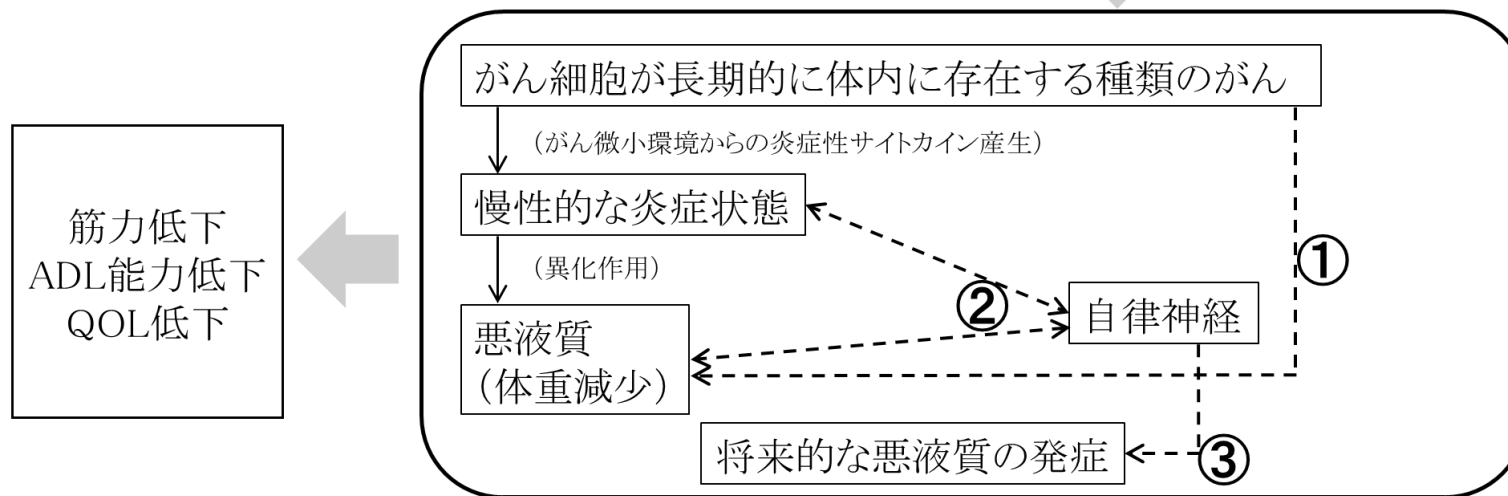 がん細胞が長期的に体内に存在する種類のがん
（がん微小環境からの炎症性サイトカイン産生）
慢性的な炎症状態
（異化作用）
①
②
自律神経
悪液質
（体重減少）
将来的な悪液質の発症
③
筋力低下
ADL能力低下
QOL低下